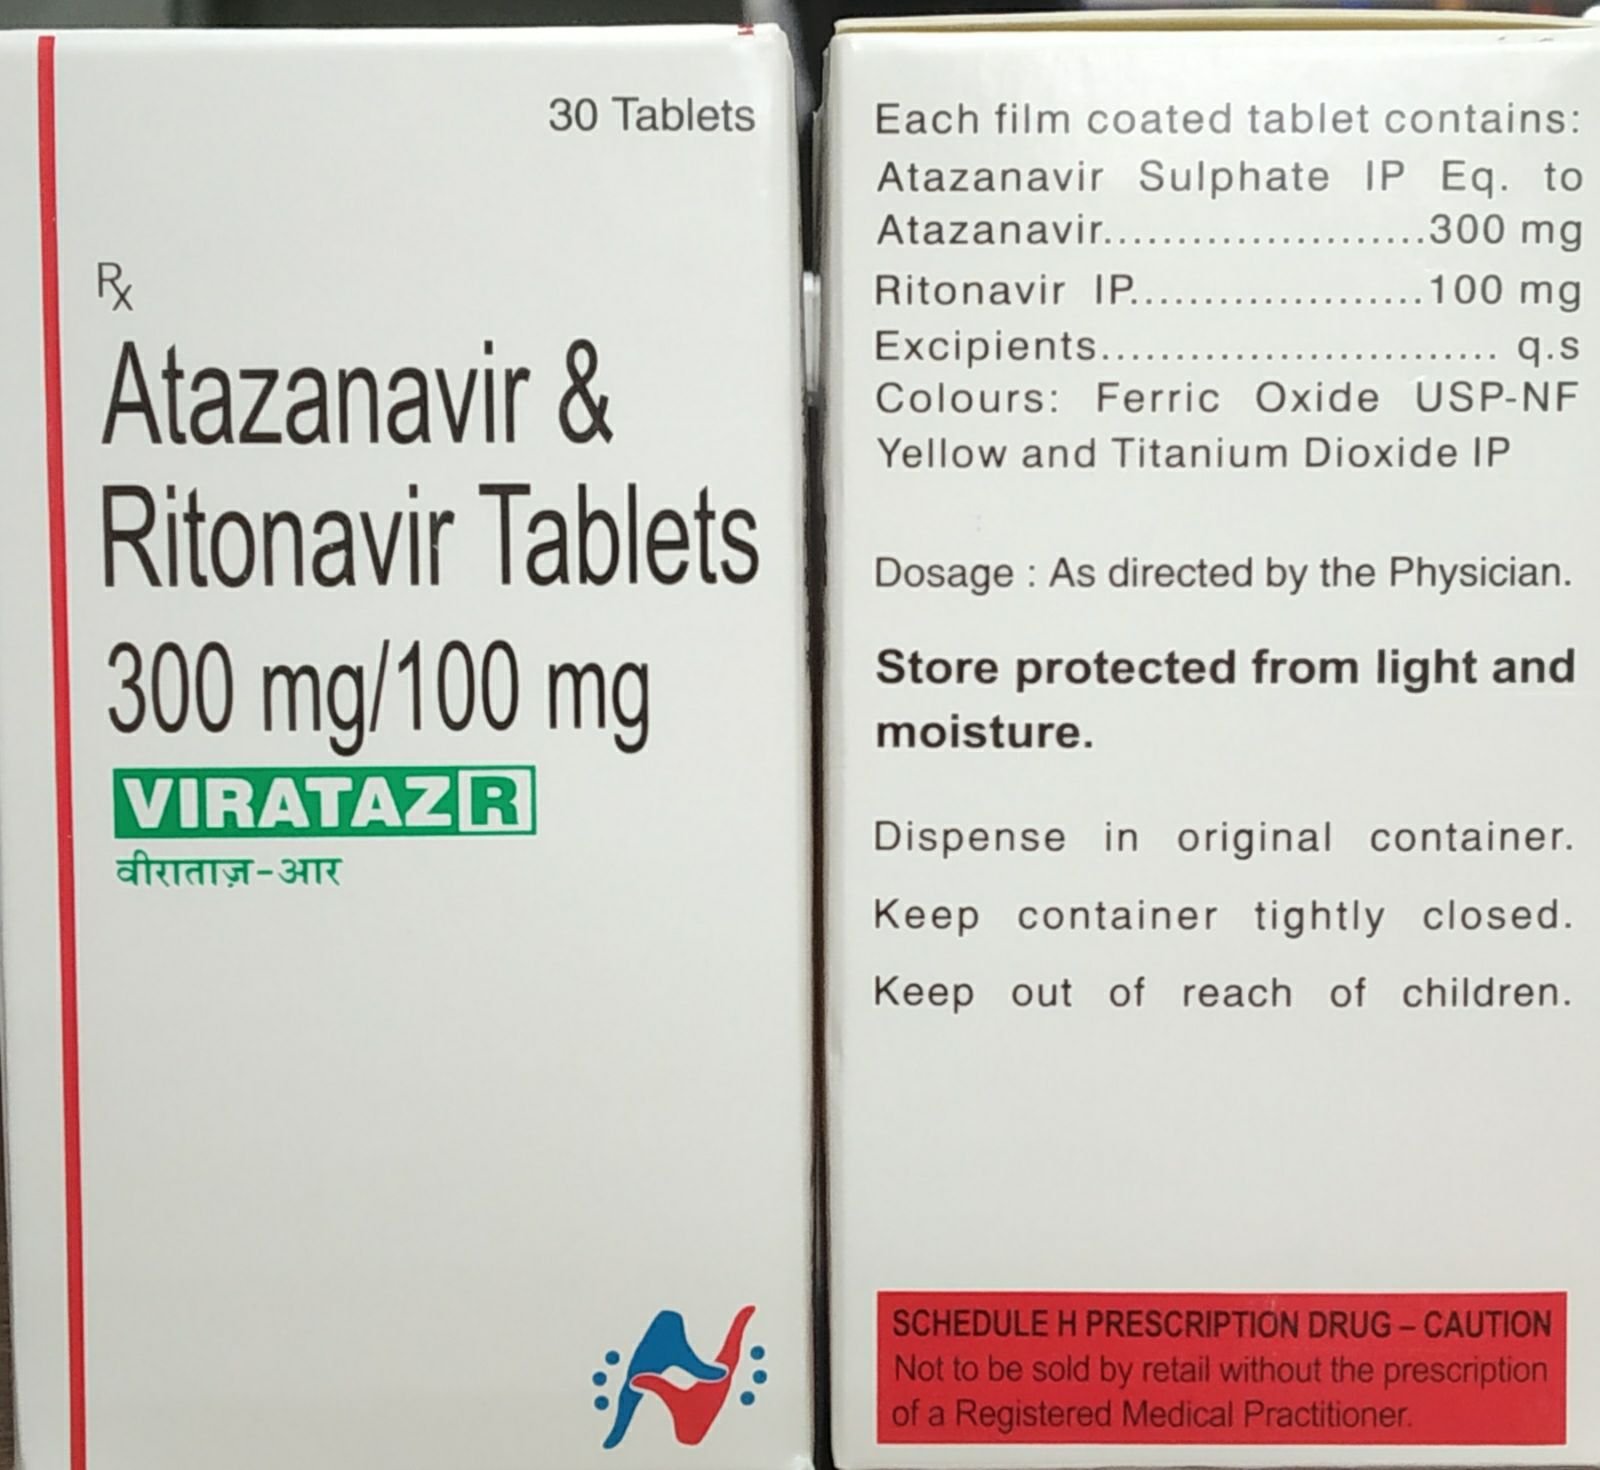 30 Tablets
Rx
Atazanavir &
Ritonavir Tablets
300 mg/100 mg
VIRATAZ R
वीराताज़-आर
Each film coated tablet contains:
Atazanavir Sulphate IP Eq. to
Atazanavir......................300 mg
Ritonavir IP....................100 mg
Excipients........................... q.s
Colours: Ferric Oxide USP-NF
Yellow and Titanium Dioxide IP
Dosage : As directed by the Physician.
Store protected from light and
moisture.
Dispense in original container.
Keep container tightly closed.
Keep out of reach of children.
SCHEDULE H PRESCRIPTION DRUG – CAUTION
Not to be sold by retail without the prescription
of a Registered Medical Practitioner.